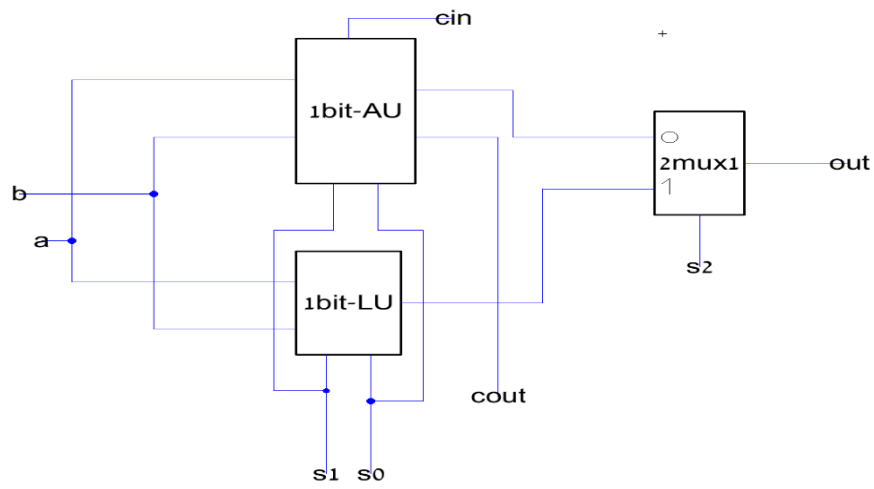 cin
1bit-AU
0
2mux1
1
out
b
a
s2
1bit-LU
cout
s1 s0